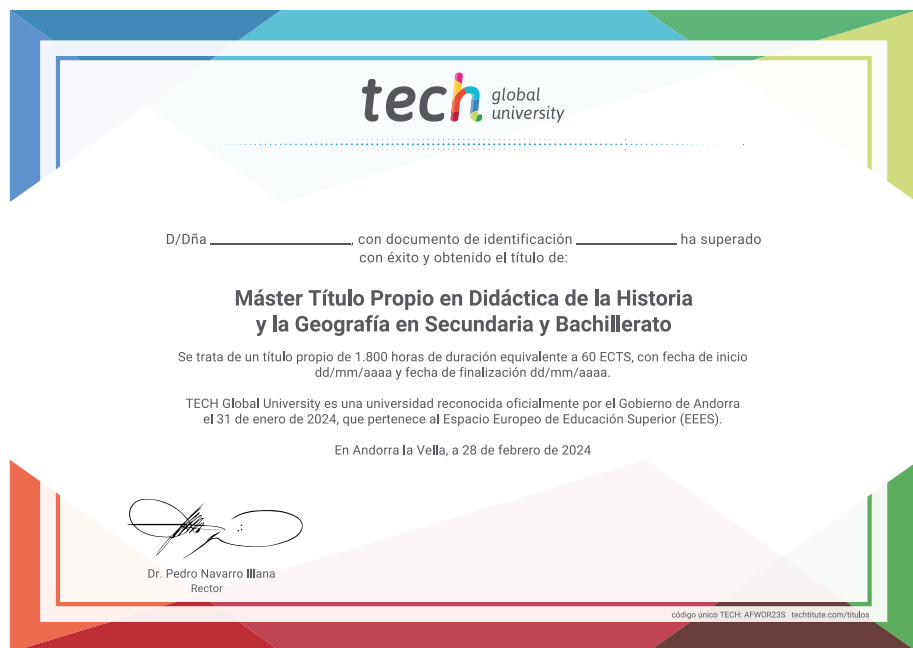 tech global university
D/Dña ________________, con documento de identificación ____________ ha superado
con éxito y obtenido el título de:
Máster Título Propio en Didáctica de la Historia
y la Geografía en Secundaria y Bachillerato
Se trata de un título propio de 1.800 horas de duración equivalente a 60 ECTS, con fecha de inicio
dd/mm/aaaa y fecha de finalización dd/mm/aaaa.
TECH Global University es una universidad reconocida oficialmente por el Gobierno de Andorra
el 31 de enero de 2024, que pertenece al Espacio Europeo de Educación Superior (EEES).
En Andorra la Vella, a 28 de febrero de 2024
Dr. Pedro Navarro Illana
Rector
código único TECH: AFWOR23S techtitute.com/titulos